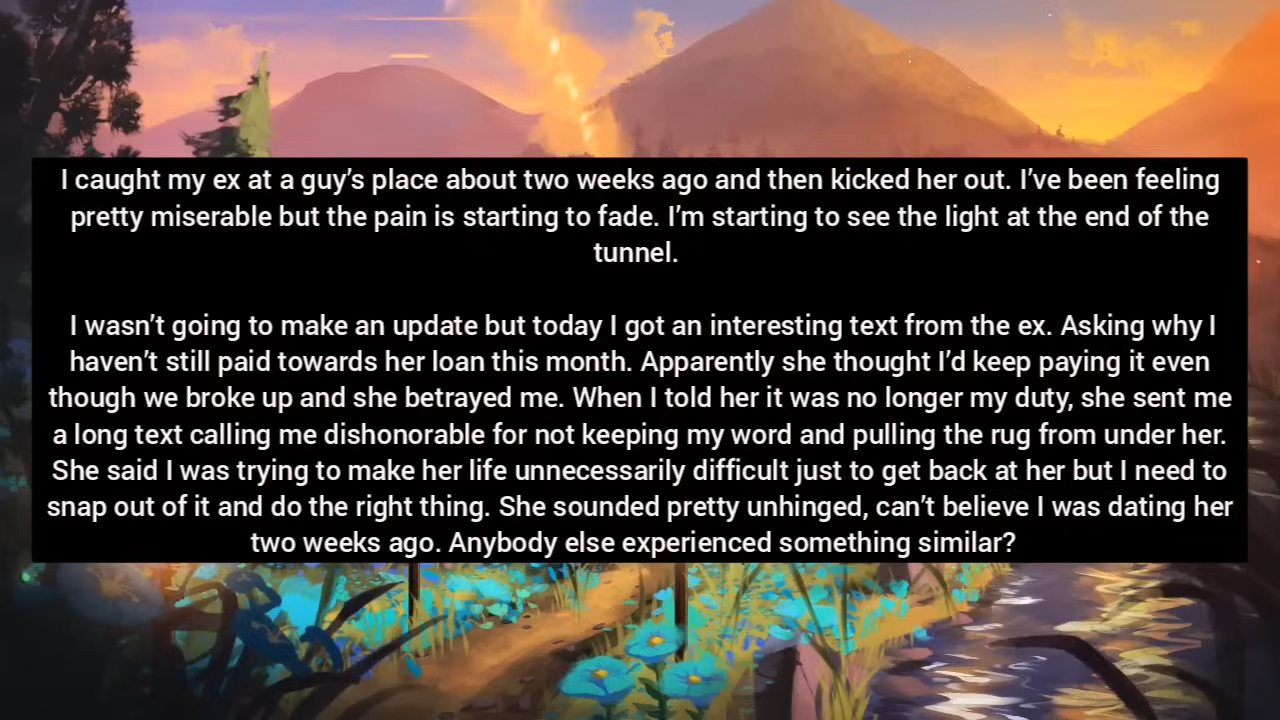 I caught my ex at a guy’s place about two weeks ago and then kicked her out. I’ve been feeling
pretty miserable but the pain is starting to fade. I’m starting to see the light at the end of the
tunnel.
I wasn’t going to make an update but today I got an interesting text from the ex. Asking why I
haven’t still paid towards her loan this month. Apparently she thought I’d keep paying it even
though we broke up and she betrayed me. When I told her it was no longer my duty, she sent me
a long text calling me dishonorable for not keeping my word and pulling the rug from under her.
She said I was trying to make her life unnecessarily difficult just to get back at her but I need to
snap out of it and do the right thing. She sounded pretty unhinged, can’t believe I was dating her
two weeks ago. Anybody else experienced something similar?